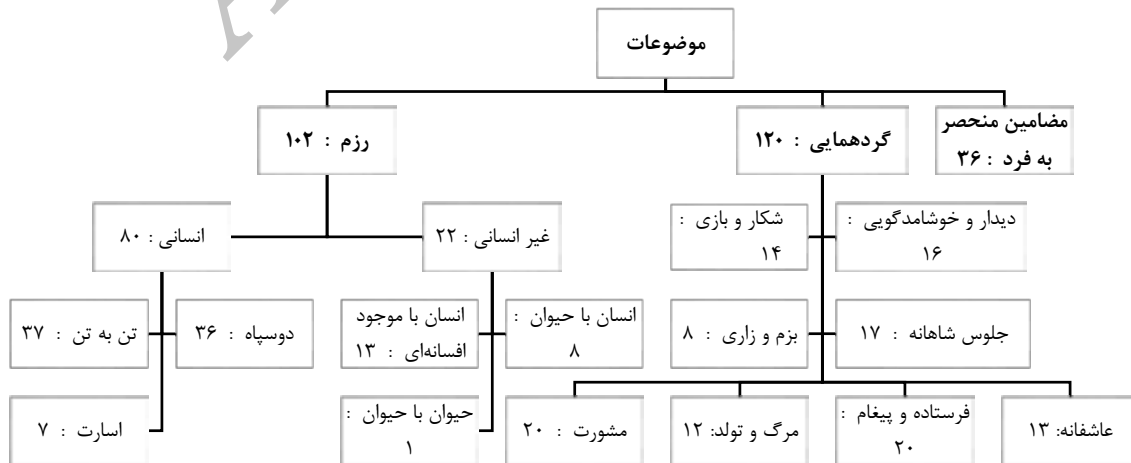 موضوعات
مضامین منحصر
به فرد : ۳۶
گردهمایی : ۱۲۰
رزم : ۱۰۲
دیدار و خوشامدگویی :
۱۶
شکار و بازی :
۱۴
غیر انسانی : ۲۲
انسانی : ۸۰
جلوس شاهانه : ۱۷
بزم و زاری : ۸
انسان با حیوان :
۸
انسان با موجود
افسانه‌ای : ۱۳
دوسپاه : ۳۶
تن به تن : ۳۷
عاشفانه: ۱۳
فرستاده و پیغام :
۲۰
مرگ و تولد: ۱۲
مشورت : ۲۰
حیوان با حیوان :
۱
اسارت : ۷